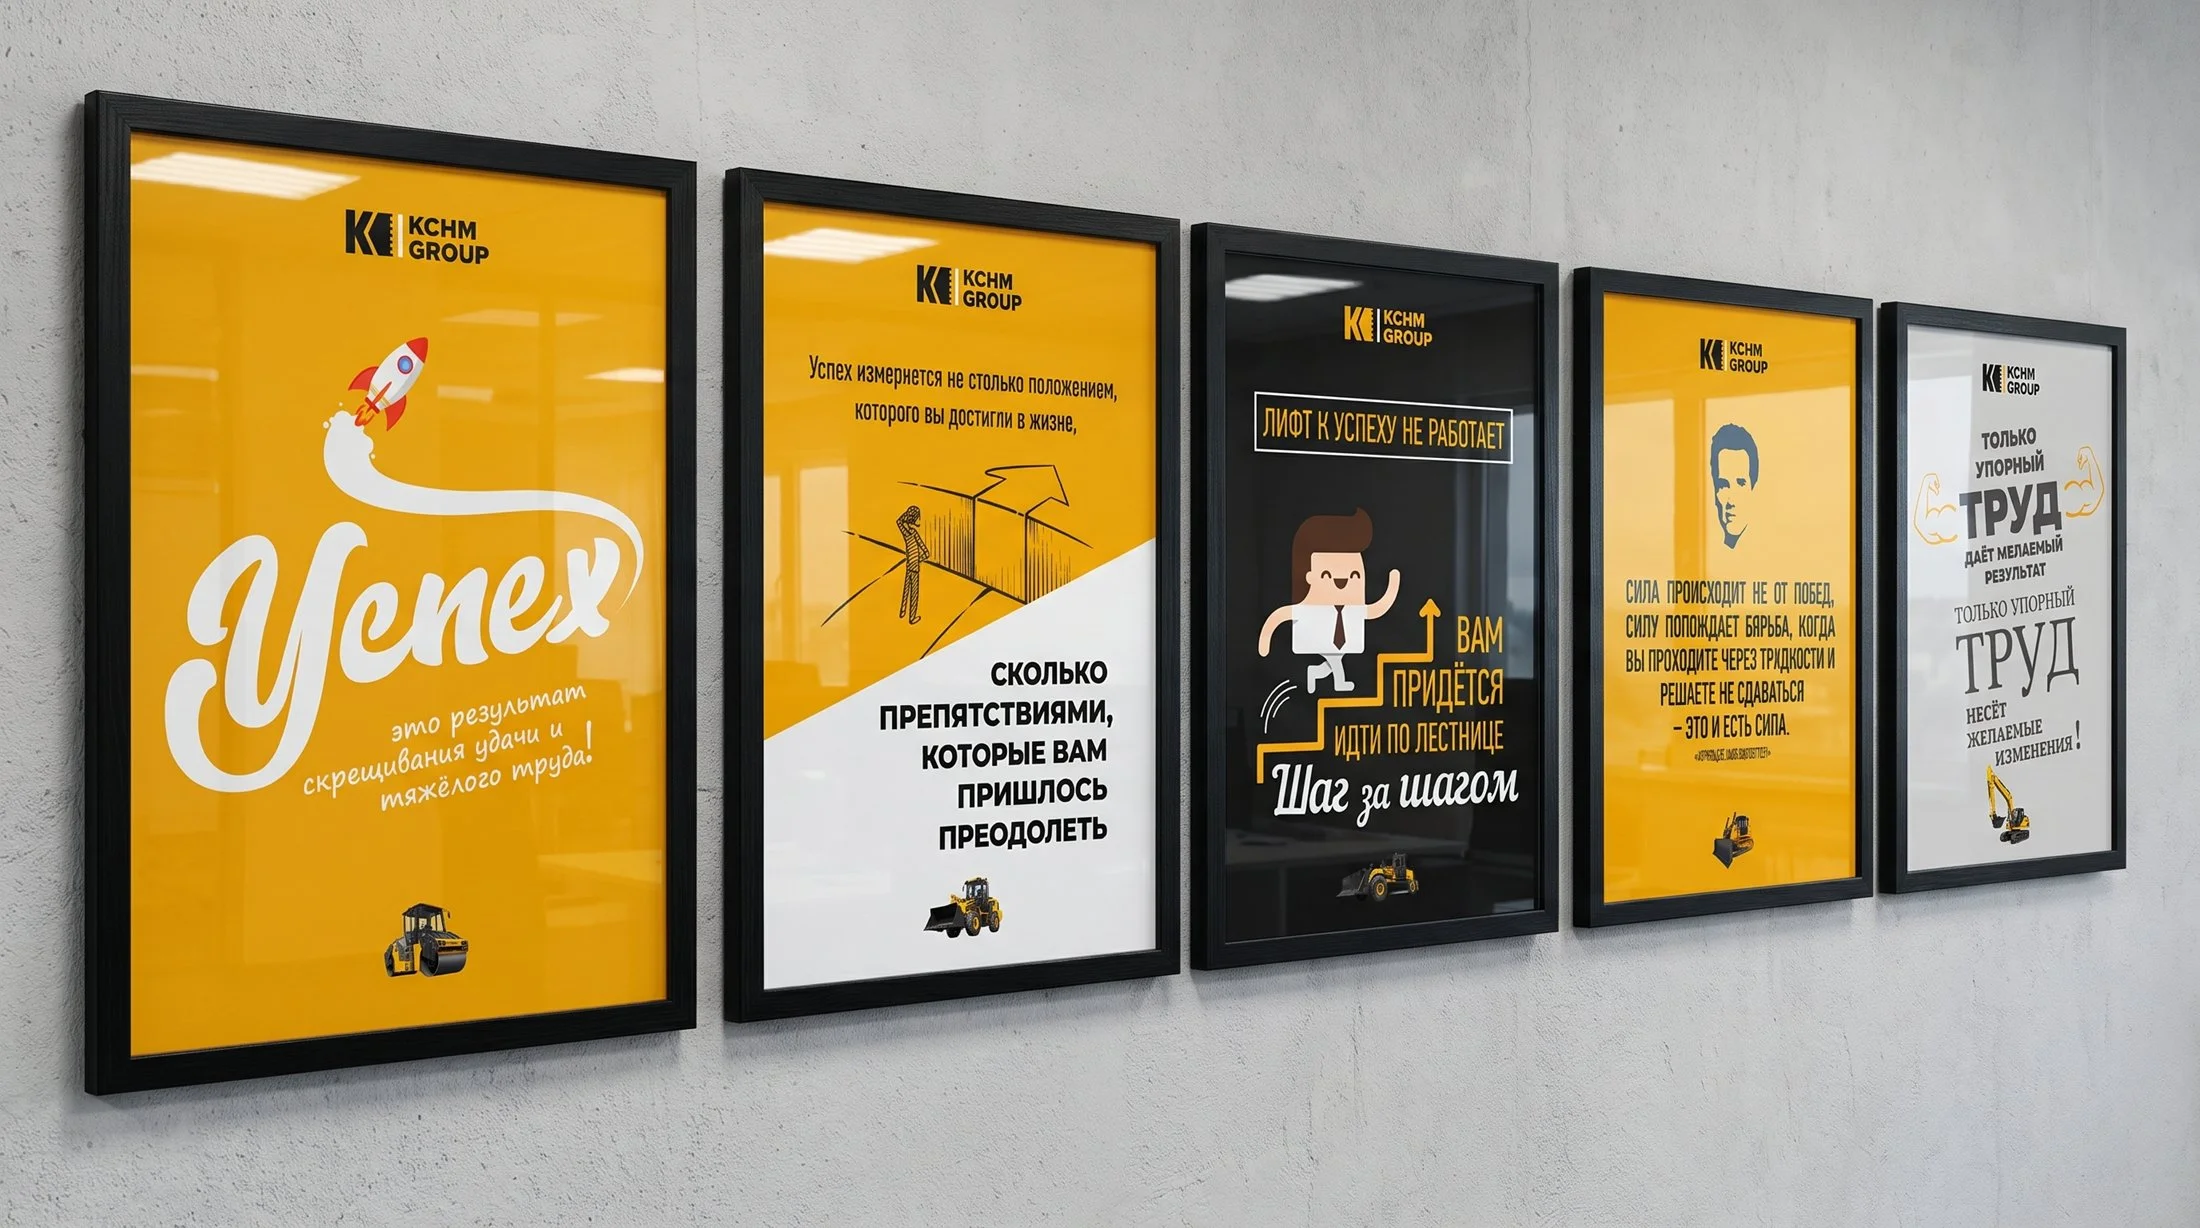 KCHM
GROUP
Успех
это результат
скрещивания удачи и
тяжёлого труда!
KCHM
GROUP
Успех измернется не столько положением,
которого вы достигли в жизне,
СКОЛЬКО
ПРЕПЯТСТВИЯМИ,
КОТОРЫЕ ВАМ
ПРИШЛОСЬ
ПРЕОДОЛЕТЬ
KCHM
GROUP
ЛИФТ К УСПЕХУ НЕ РАБОТАЕТ
ВАМ
ПРИДЁТСЯ
ИДТИ ПО ЛЕСТНИЦЕ
Шаг за шагом
KCHM
GROUP
СИЛА ПРОИСХОДИТ НЕ ОТ ПОБЕД,
СИЛУ ПОПОЖДАЕТ БЯРЬБА, КОГДА
ВЫ ПРОХОДИТЕ ЧЕРЕЗ ТРУДКОСТИ И
РЕШАЕТЕ НЕ СДАВАТЬСЯ
– ЭТО И ЕСТЬ СИЛА.
KCHM
GROUP
ТОЛЬКО
УПОРНЫЙ
ТРУД
ДАЁТ МЕЛАЕМЫЙ
РЕЗУЛЬТАТ
ТОЛЬКО УПОРНЫЙ
ТРУД
НЕСЁТ
ЖЕЛАЕМЫЕ
ИЗМЕНЕНИЯ!